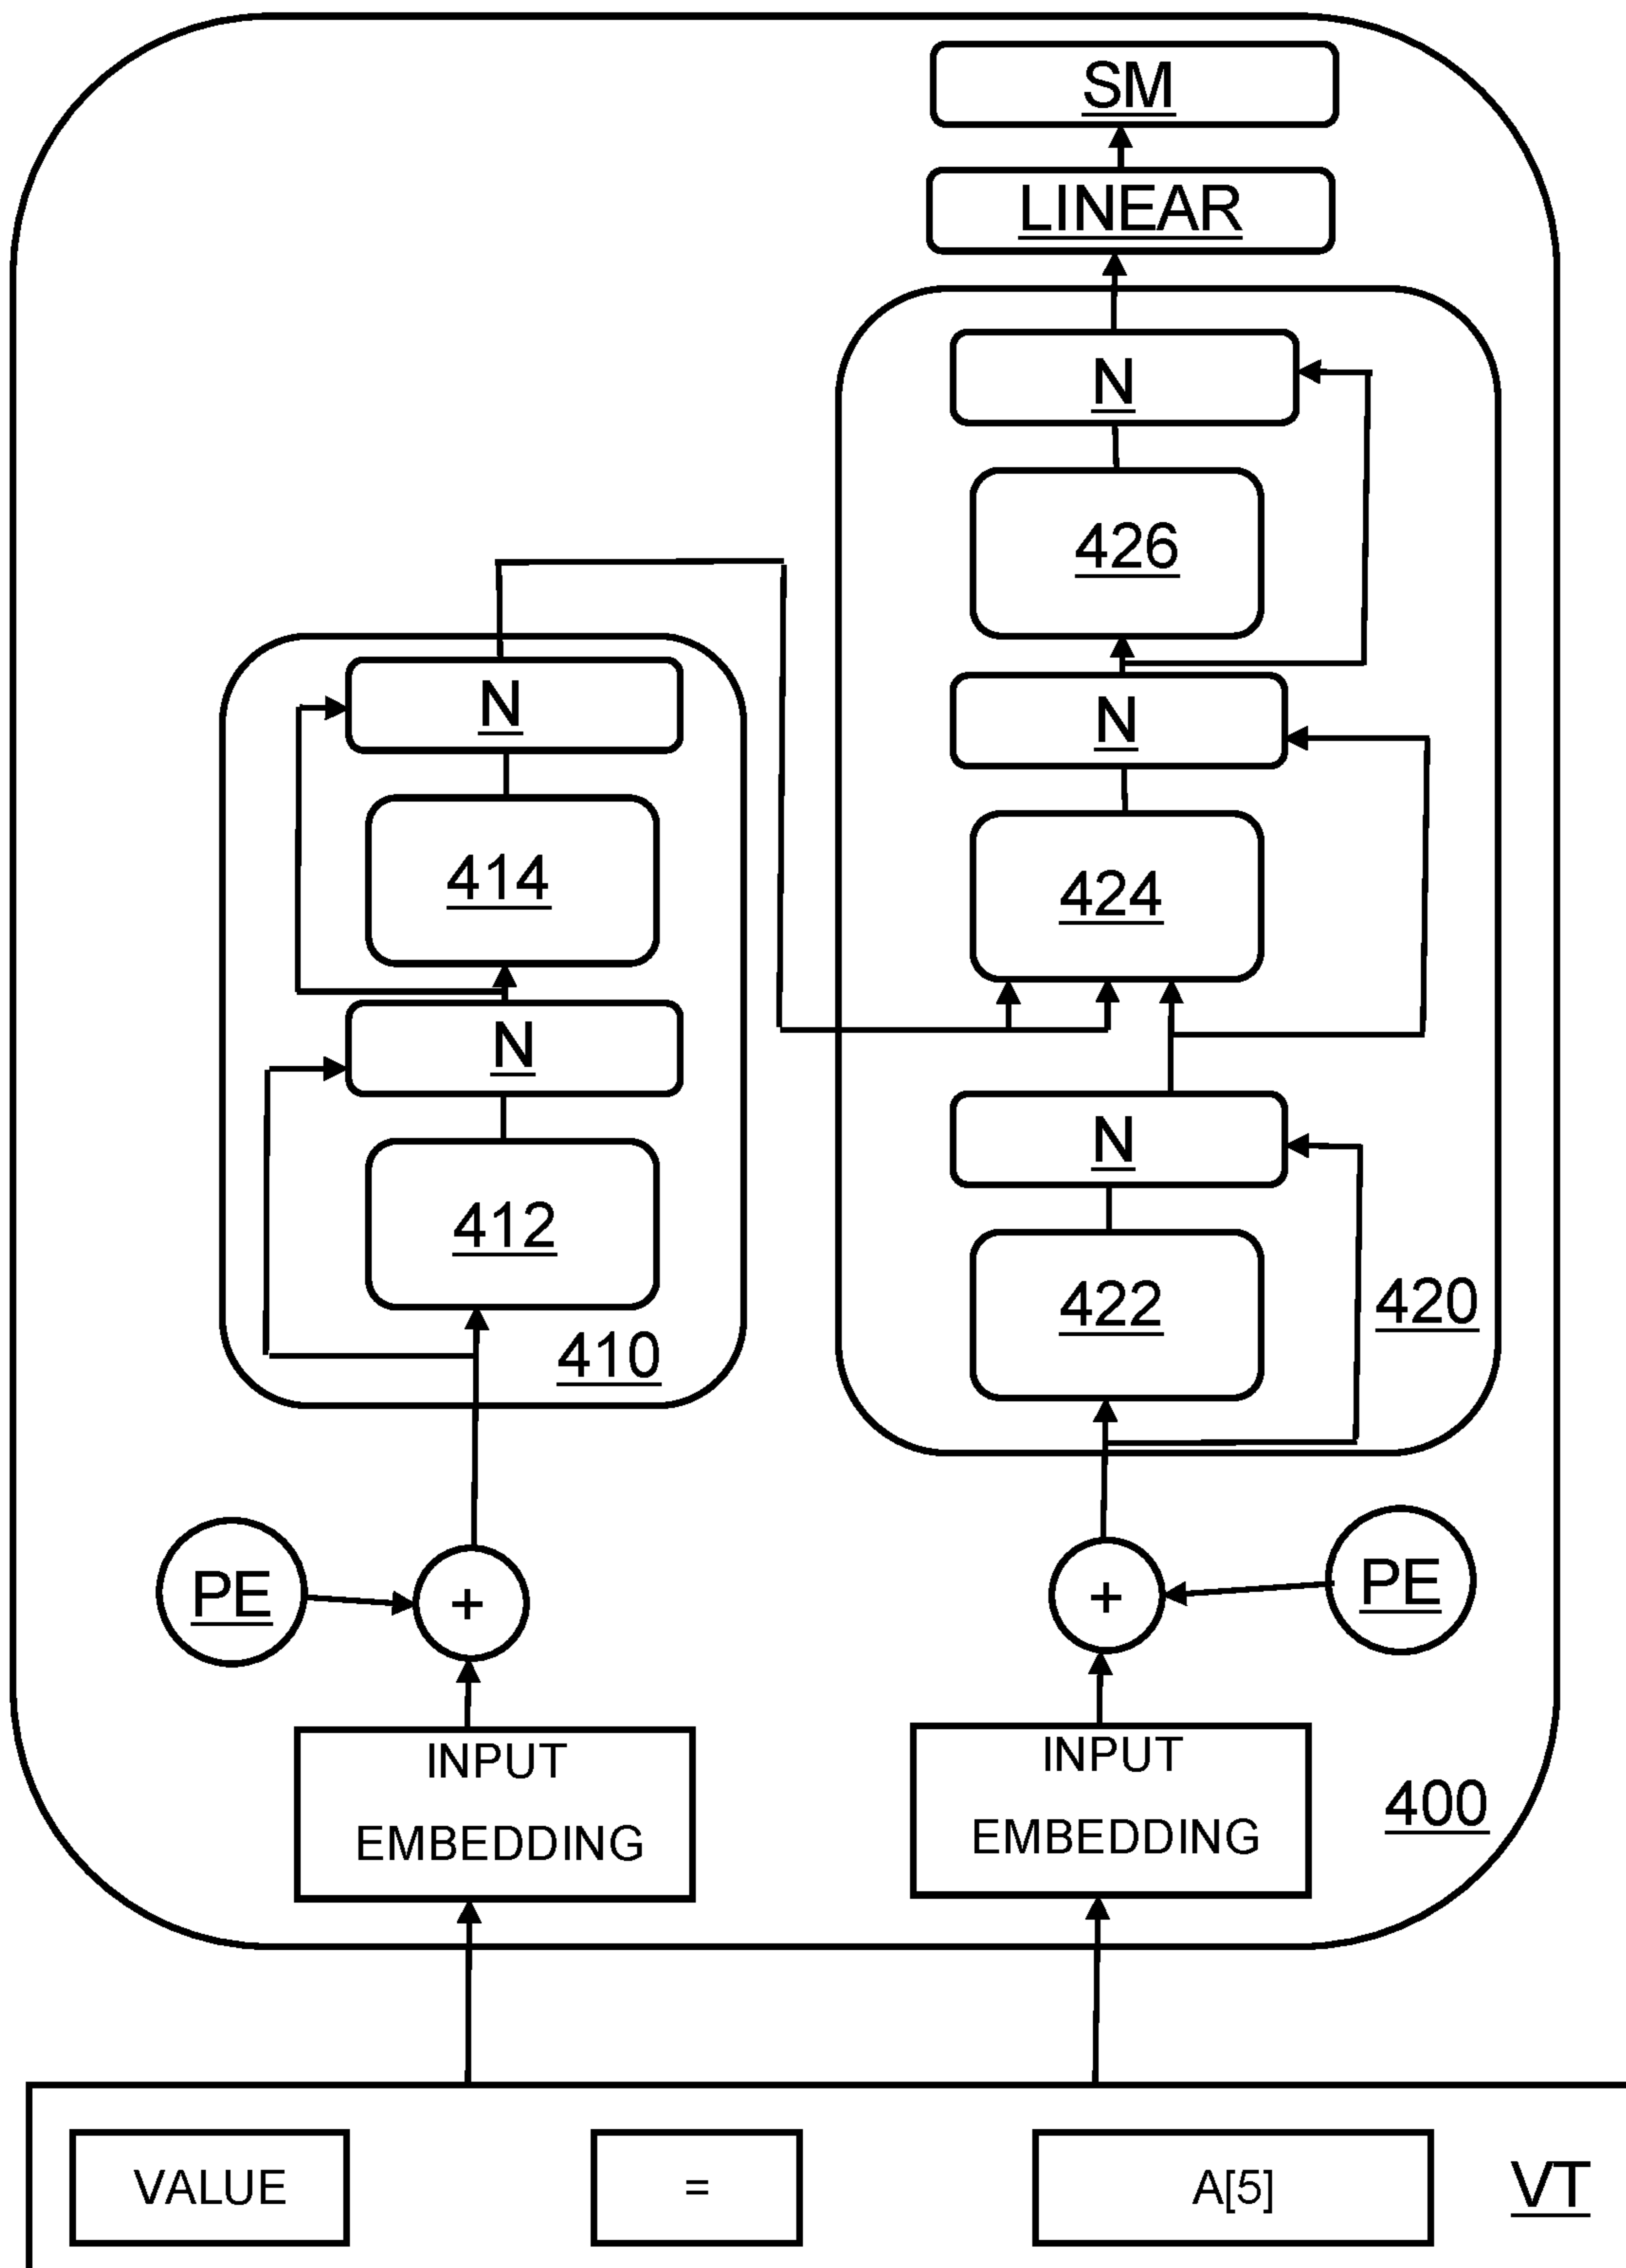 SM
LINEAR
N
426
N
N
414
424
N
N
412
422
420
410
PE
+
+
PE
INPUT
EMBEDDING
INPUT
EMBEDDING
400
VALUE
=
A[5]
VT